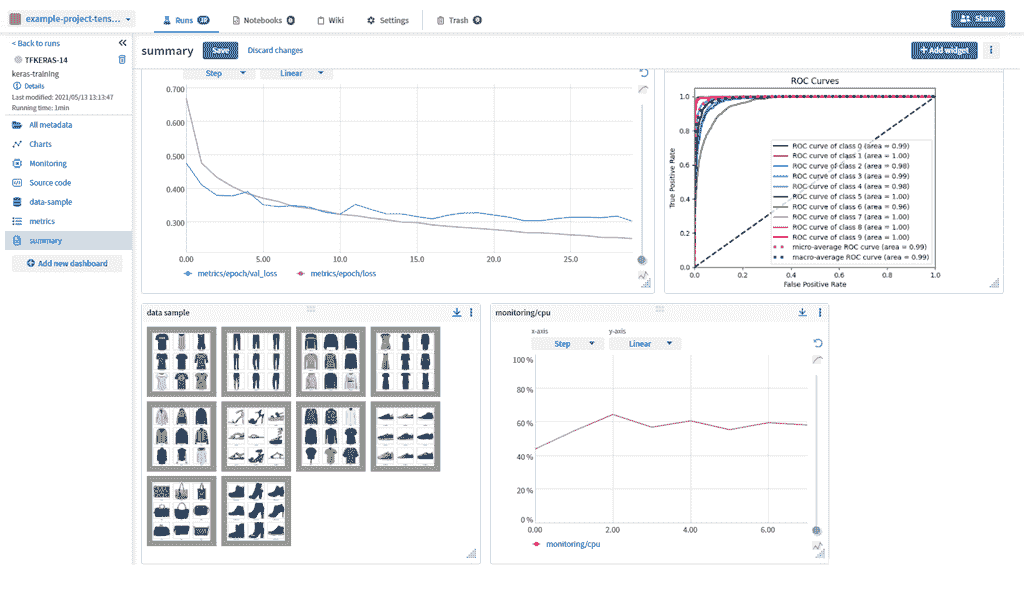 example-project-tens...
Runs
Notebooks 0
Wiki
Settings
Trash 0
Share
< Back to runs
TFKERAS-14
keras-training
Details
Last modified: 2021/05/13 13:13:47
Running time: 1min
All metadata
Charts
Monitoring
Source code
data-sample
metrics
summary
Add new dashboard
summary
Save
Discard changes
+ Add widget
Step
Linear
0.700
0.600
0.500
0.400
0.300
0.00 5.00 10.0 15.0 20.0 25.0
metrics/epoch/val_loss metrics/epoch/loss
ROC Curves
True Positive Rate
1.0
0.8
0.6
0.4
0.2
0.0
ROC curve of class 0 (area = 0.99)
ROC curve of class 1 (area = 1.00)
ROC curve of class 2 (area = 0.98)
ROC curve of class 3 (area = 0.99)
ROC curve of class 4 (area = 0.98)
ROC curve of class 5 (area = 1.00)
ROC curve of class 6 (area = 0.96)
ROC curve of class 7 (area = 1.00)
ROC curve of class 8 (area = 1.00)
ROC curve of class 9 (area = 1.00)
micro-average ROC curve (area = 0.99)
macro-average ROC curve (area = 0.99)
0.0 0.2 0.4 0.6 0.8 1.0
False Positive Rate
data sample
monitoring/cpu
x-axis
y-axis
Step
Linear
100 %
80 %
60 %
40 %
20 %
0 %
0.00 2.00 4.00 6.00
monitoring/cpu